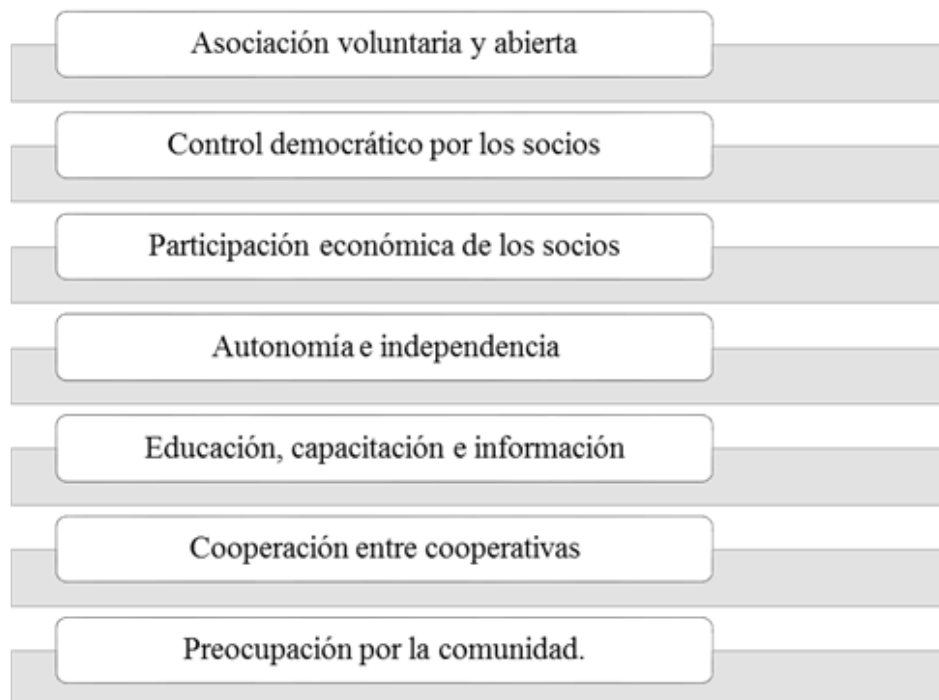 Asociación voluntaria y abierta
Control democrático por los socios
Participación económica de los socios
Autonomía e independencia
Educación, capacitación e información
Cooperación entre cooperativas
Preocupación por la comunidad.